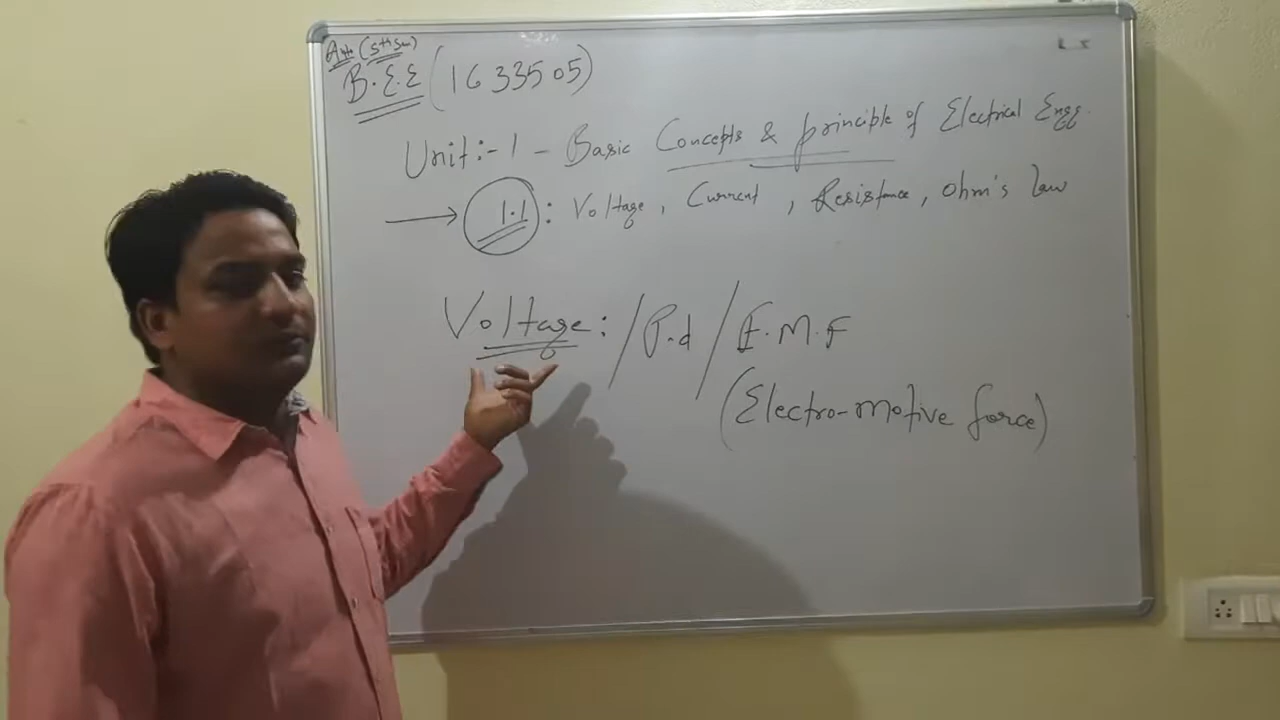 Auto (5th Sem)
B.E.E (1633505)
Unit:-1 - Basic Concepts & principle of Electrical Engg.
1.1 : Voltage, Current, Resistance, Ohm's law
Voltage: / P.d / E.M.F
(Electro-motive force)